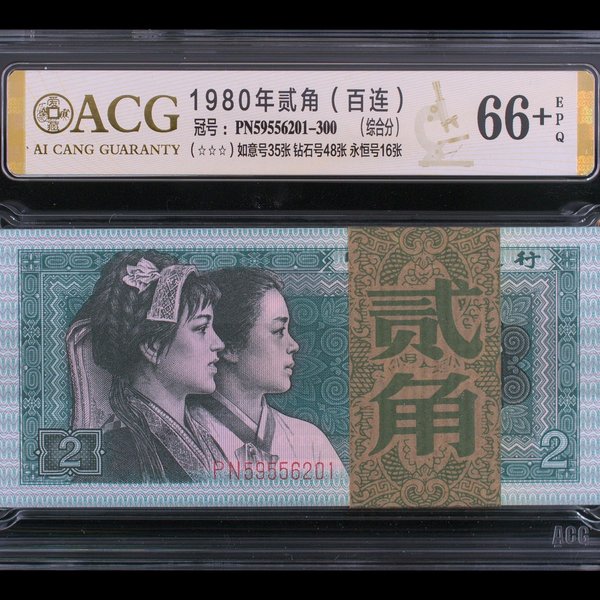 ACG
AI CANG GUARANTY
1980年贰角（百连）
冠号：PN59556201-300 （综合分）
(☆☆☆) 如意号35张 钻石号48张 永恒号16张
66+
EPQ
行
贰角
2
PN59556201
2
ACG